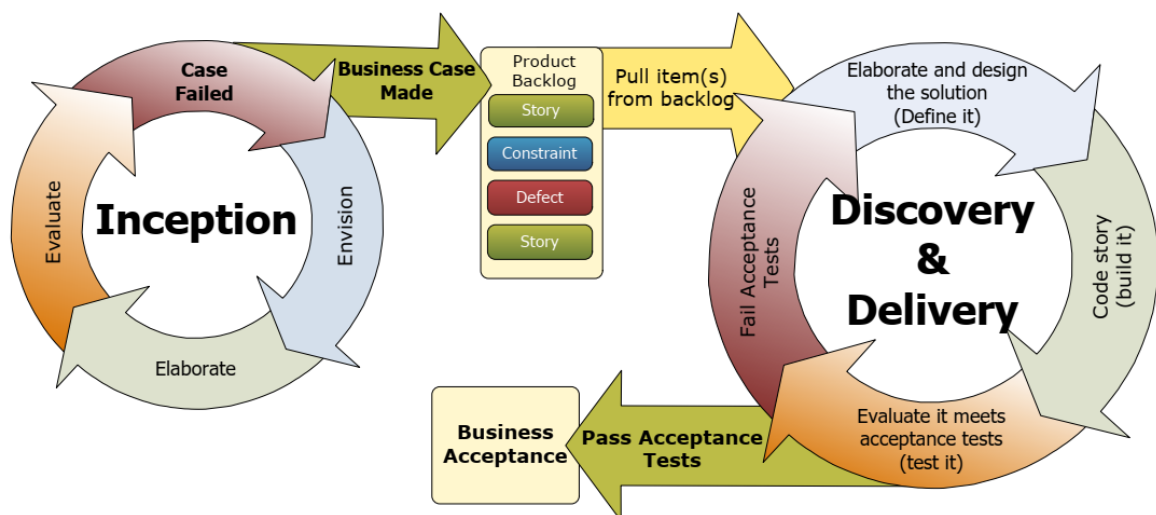 Case
Failed
Envision
Elaborate
Evaluate
Inception
Business Case
Made
Product
Backlog
Story
Constraint
Defect
Story
Pull item(s)
from backlog
Elaborate and design
the solution
(Define it)
Code story
(build it)
Evaluate it meets
acceptance tests
(test it)
Fail Acceptance
Tests
Discovery
&
Delivery
Pass Acceptance
Tests
Business
Acceptance